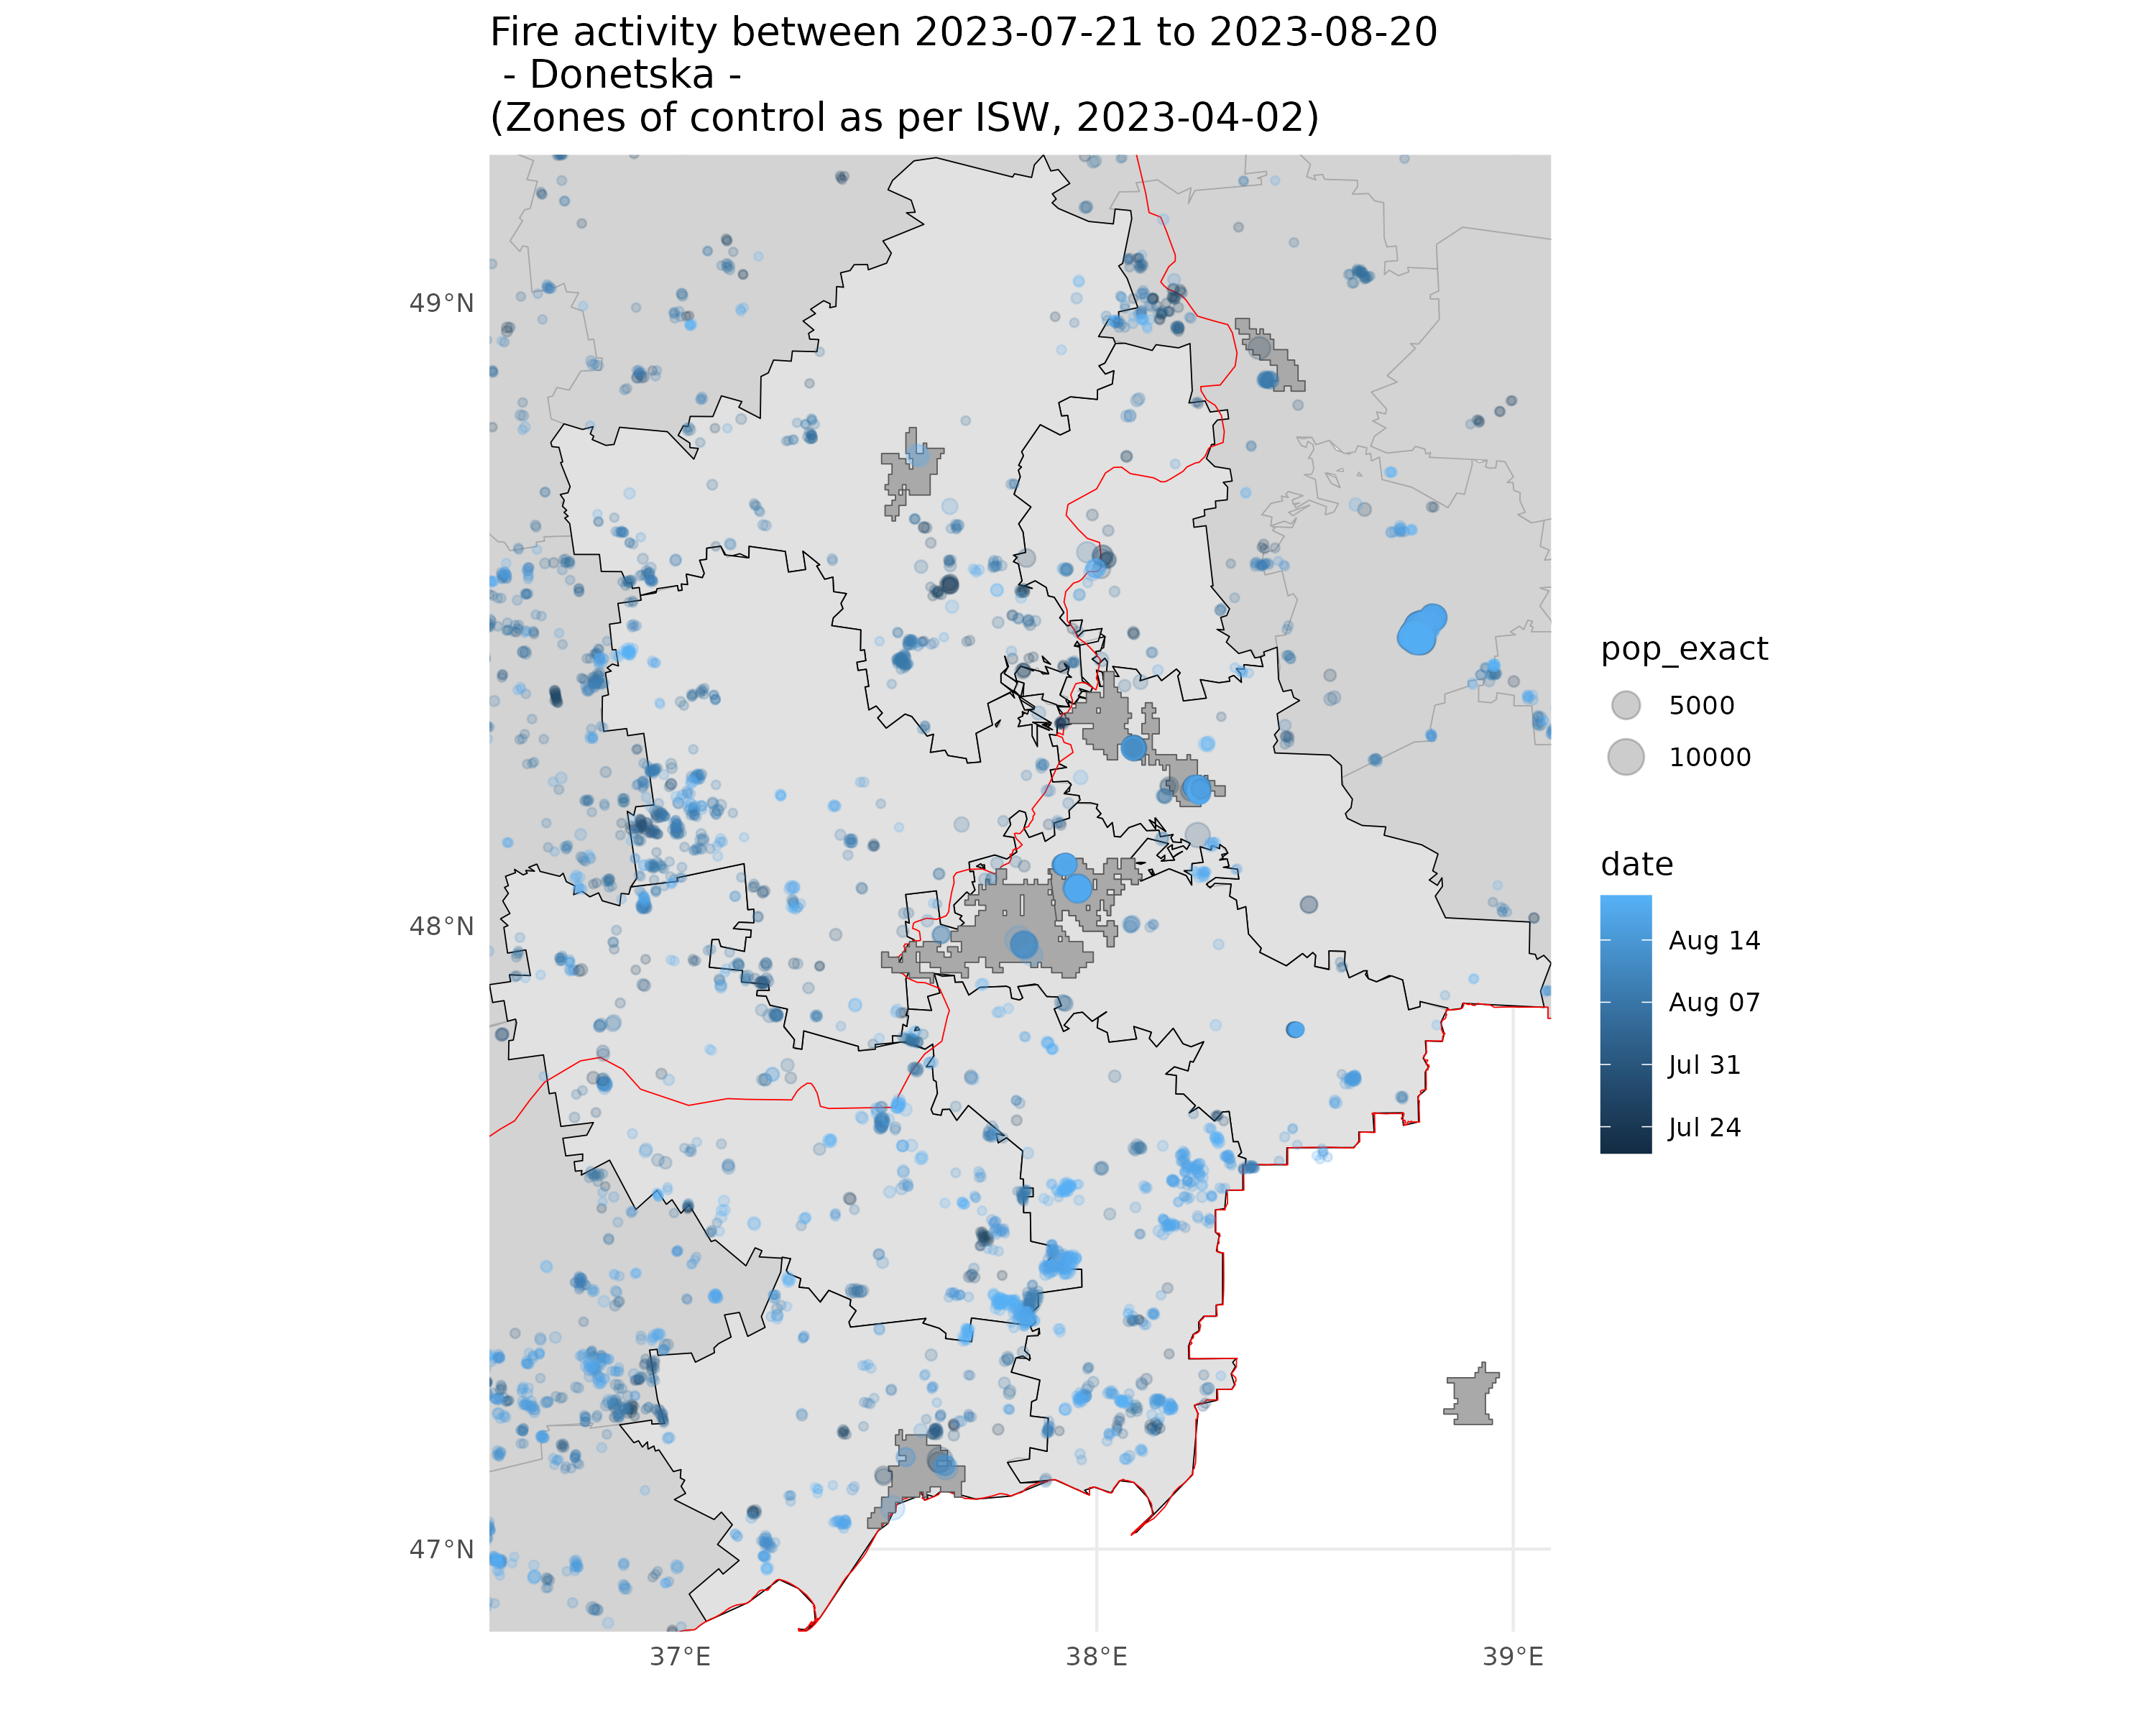 Fire activity between 2023-07-21 to 2023-08-20
- Donetska -
(Zones of control as per ISW, 2023-04-02)
49°N
48°N
47°N
37°E
38°E
39°E
pop_exact
5000
10000
date
Aug 14
Aug 07
Jul 31
Jul 24